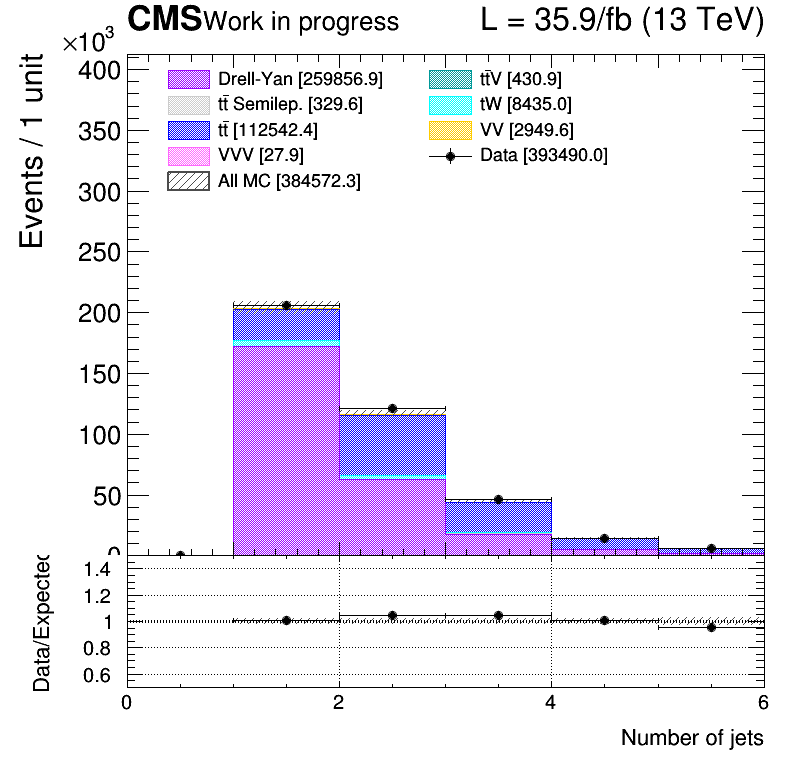 CMS Work in progress L = 35.9/fb (13 TeV)
×10³
Drell-Yan [259856.9]
tt̄ Semilep. [329.6]
tt̄ [112542.4]
VVV [27.9]
All MC [384572.3]
tt̄V [430.9]
tW [8435.0]
VV [2949.6]
Data [393490.0]
Events / 1 unit
400
350
300
250
200
150
100
50
0
Data/Expected
1.4
1.2
1
0.8
0.6
0 2 4 6
Number of jets